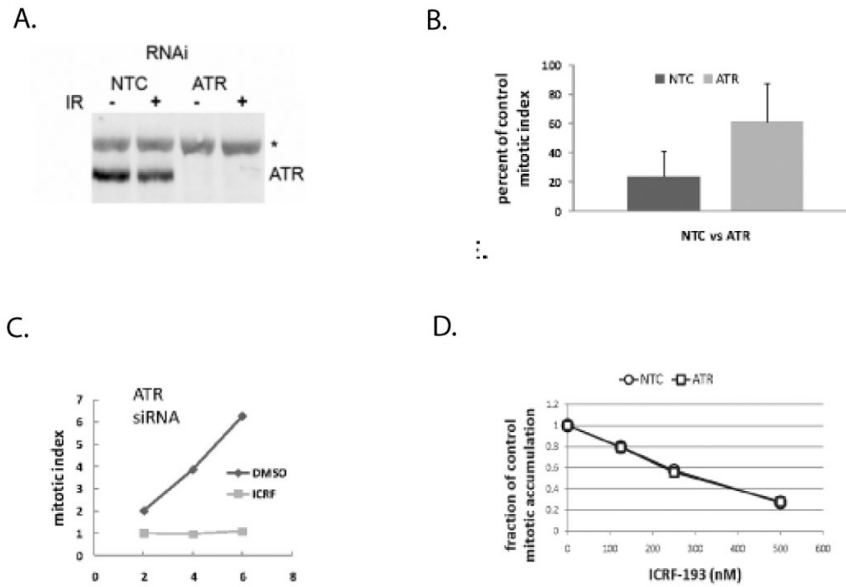 A.
RNAi
NTC ATR
IR - + - +
*
ATR
B.
percent of control
mitotic index
100
80
60
40
20
0
NTC ATR
NTC vs ATR
E.
C.
ATR
siRNA
mitotic index
7
6
5
4
3
2
1
0
DMSO
ICRF
0 2 4 6 8
D.
NTC ATR
fraction of control
mitotic accumulation
1.2
1
0.8
0.6
0.4
0.2
0
0 100 200 300 400 500 600
ICRF-193 (nM)